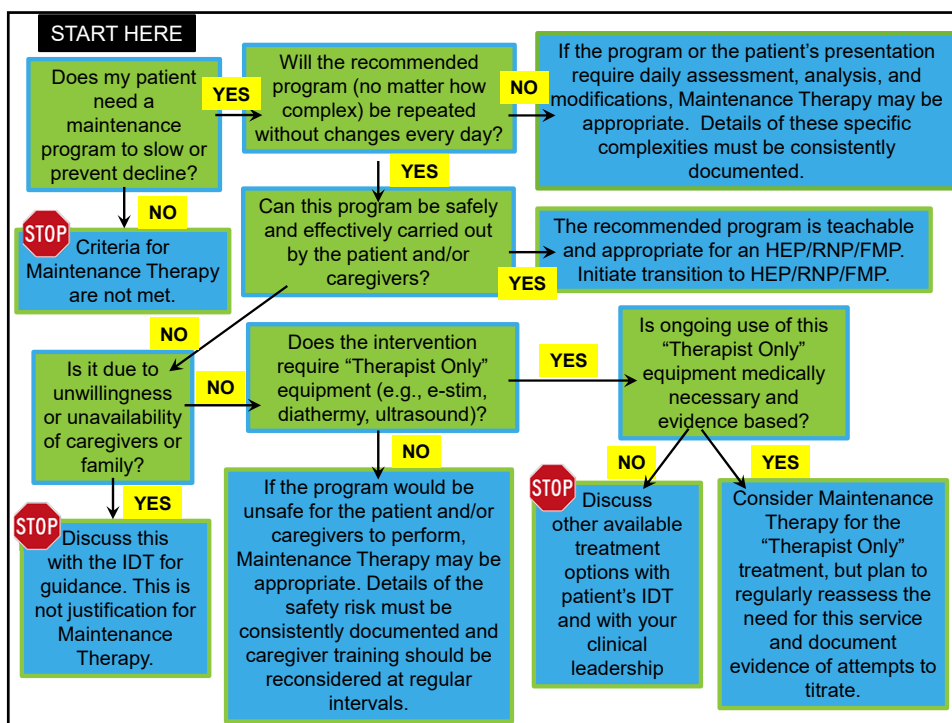 START HERE
Does my patient
need a
maintenance
program to slow or
prevent decline?
YES
Will the recommended
program (no matter how
complex) be repeated
without changes every day?
NO
If the program or the patient’s presentation
require daily assessment, analysis, and
modifications, Maintenance Therapy may be
appropriate.  Details of these specific
complexities must be consistently
documented.
NO
STOP
Criteria for
Maintenance Therapy
are not met.
YES
Can this program be safely
and effectively carried out
by the patient and/or
caregivers?
YES
The recommended program is teachable
and appropriate for an HEP/RNP/FMP.
Initiate transition to HEP/RNP/FMP.
NO
Is it due to
unwillingness
or unavailability
of caregivers or
family?
NO
Does the intervention
require “Therapist Only”
equipment (e.g., e-stim,
diathermy, ultrasound)?
YES
Is ongoing use of this
“Therapist Only”
equipment medically
necessary and
evidence based?
YES
STOP
Discuss this
with the IDT for
guidance. This is
not justification for
Maintenance
Therapy.
NO
If the program would be
unsafe for the patient and/or
caregivers to perform,
Maintenance Therapy may be
appropriate. Details of the
safety risk must be
consistently documented and
caregiver training should be
reconsidered at regular
intervals.
NO
STOP
Discuss
other available
treatment
options with
patient’s IDT
and with your
clinical
leadership
YES
Consider Maintenance
Therapy for the
“Therapist Only”
treatment, but plan to
regularly reassess the
need for this service
and document
evidence of attempts to
titrate.